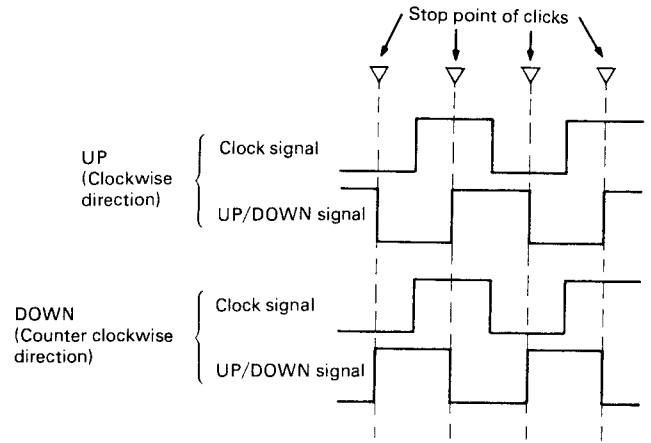 Stop point of clicks
UP
(Clockwise
direction)
Clock signal
UP/DOWN signal
DOWN
(Counter clockwise
direction)
Clock signal
UP/DOWN signal